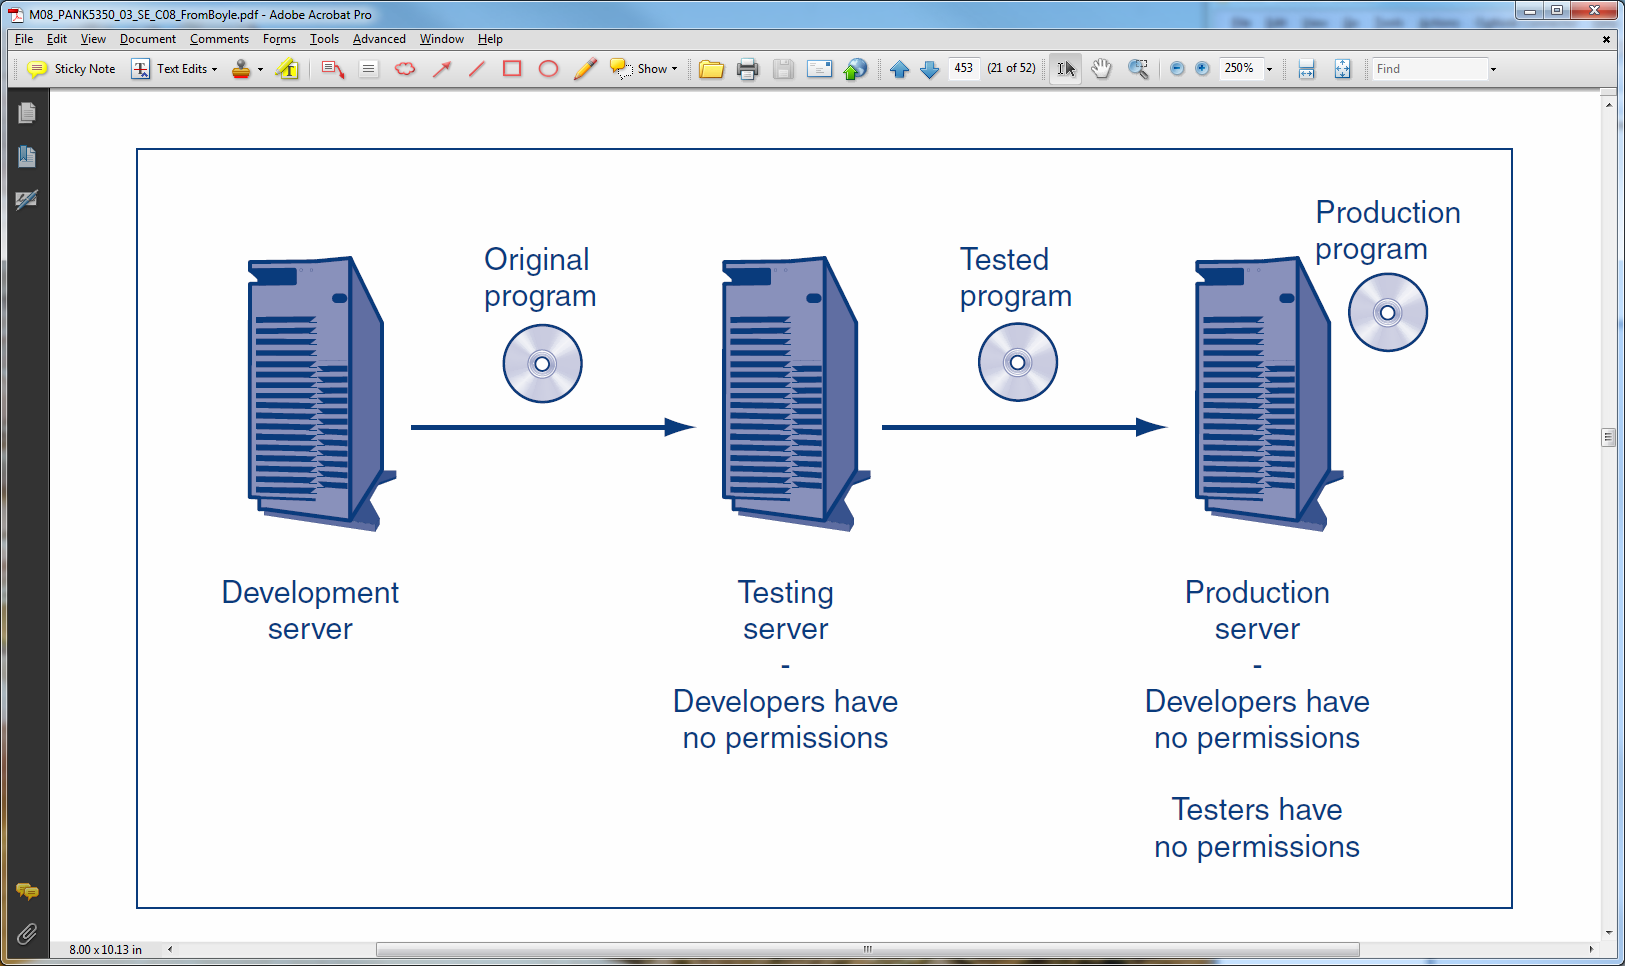 M08_PANK5350_03_SE_C08_FromBoyle.pdf - Adobe Acrobat Pro
File Edit View Document Comments Forms Tools Advanced Window Help
Sticky Note Text Edits Show 453 (21 of 52) 250% Find
Production
program
Original
program
Tested
program
Development
server
Testing
server
-
Developers have
no permissions
Production
server
-
Developers have
no permissions
Testers have
no permissions
8.00 x 10.13 in